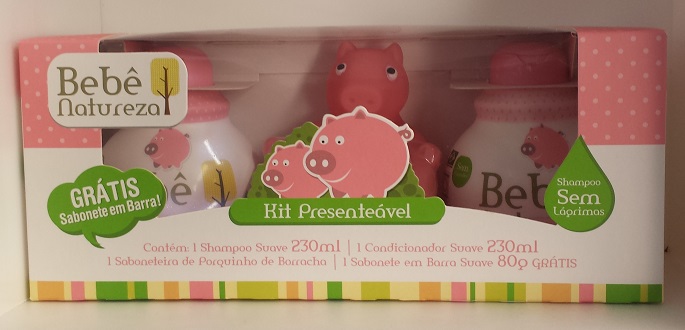 Bebê
Natureza
GRÁTIS
Sabonete em Barra!
Bebê
Kit Presenteável
Shampoo
Sem
Lágrimas
Contém: 1 Shampoo Suave 230ml | 1 Condicionador Suave 230ml
1 Saboneteira de Porquinho de Borracha | 1 Sabonete em Barra Suave 80g GRÁTIS